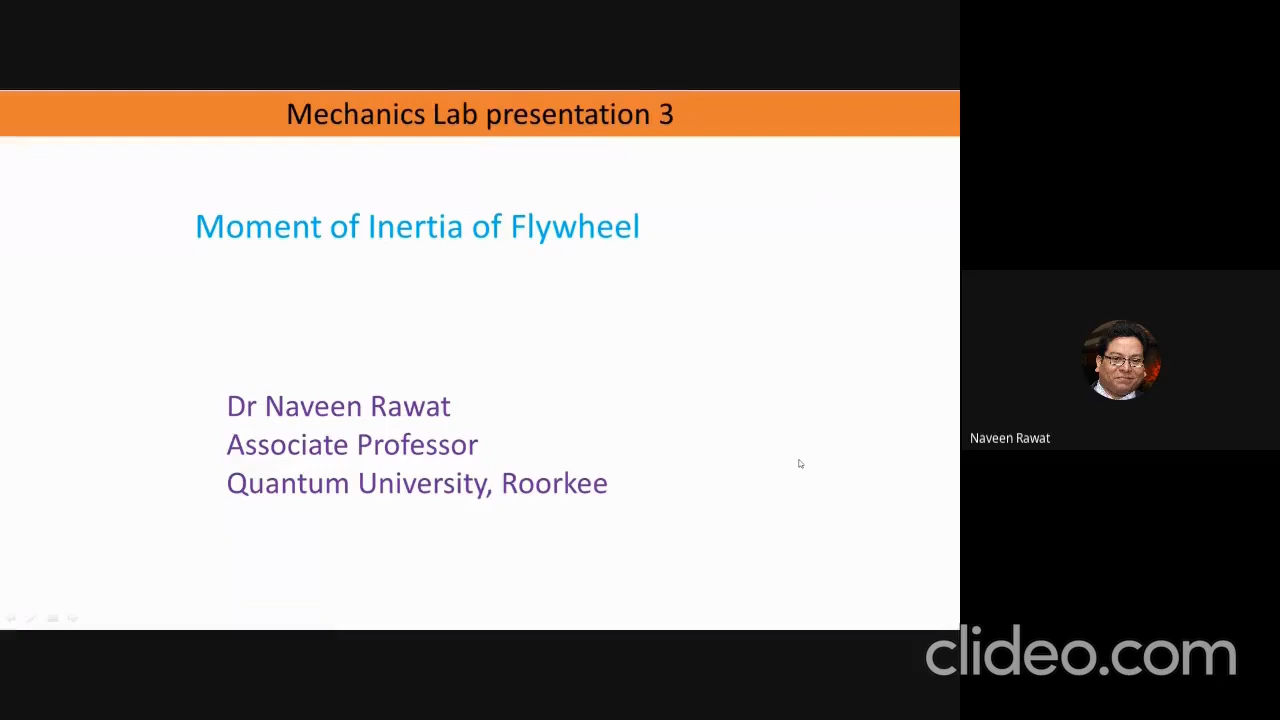 Mechanics Lab presentation 3
Moment of Inertia of Flywheel
Dr Naveen Rawat
Associate Professor
Quantum University, Roorkee
Naveen Rawat
clideo.com